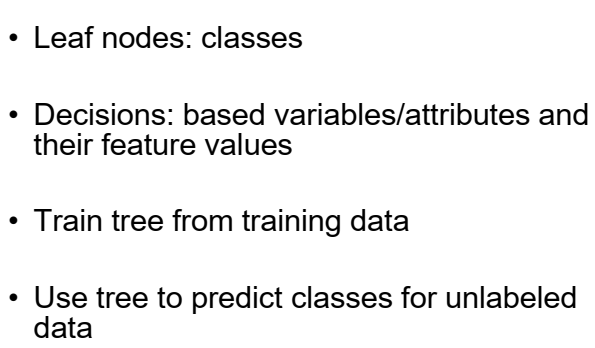 • Leaf nodes: classes
• Decisions: based variables/attributes and
their feature values
• Train tree from training data
• Use tree to predict classes for unlabeled
data